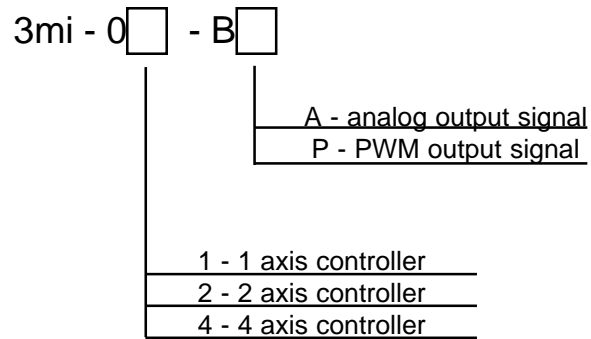 3mi - 0 - B
A - analog output signal
P - PWM output signal
1 - 1 axis controller
2 - 2 axis controller
4 - 4 axis controller